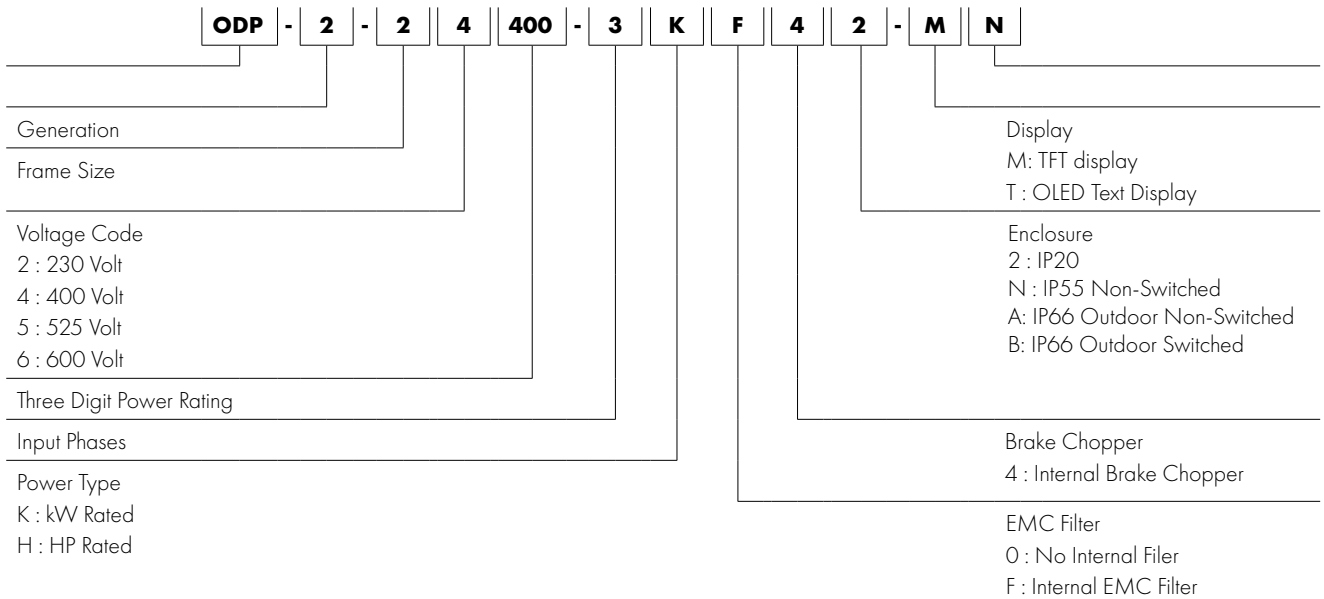 ODP - 2 - 2 4 400 - 3 K F 4 2 - M N
Generation
Frame Size
Voltage Code
2 : 230 Volt
4 : 400 Volt
5 : 525 Volt
6 : 600 Volt
Three Digit Power Rating
Input Phases
Power Type
K : kW Rated
H : HP Rated
Display
M: TFT display
T : OLED Text Display
Enclosure
2 : IP20
N : IP55 Non-Switched
A: IP66 Outdoor Non-Switched
B: IP66 Outdoor Switched
Brake Chopper
4 : Internal Brake Chopper
EMC Filter
0 : No Internal Filer
F : Internal EMC Filter